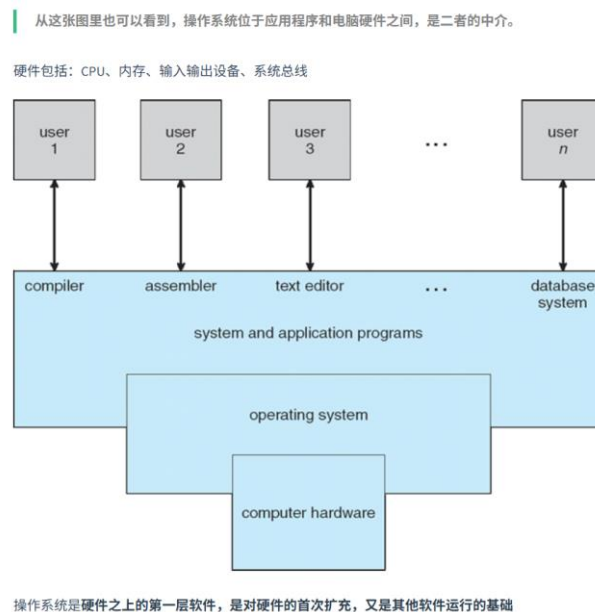 从这张图里也可以看到，操作系统位于应用程序和电脑硬件之间，是二者的中介。
硬件包括：CPU、内存、输入输出设备、系统总线
user
1
user
2
user
3
...
user
n
compiler
assembler
text editor
...
database
system
system and application programs
operating system
computer hardware
操作系统是硬件之上的第一层软件，是对硬件的首次扩充，又是其他软件运行的基础